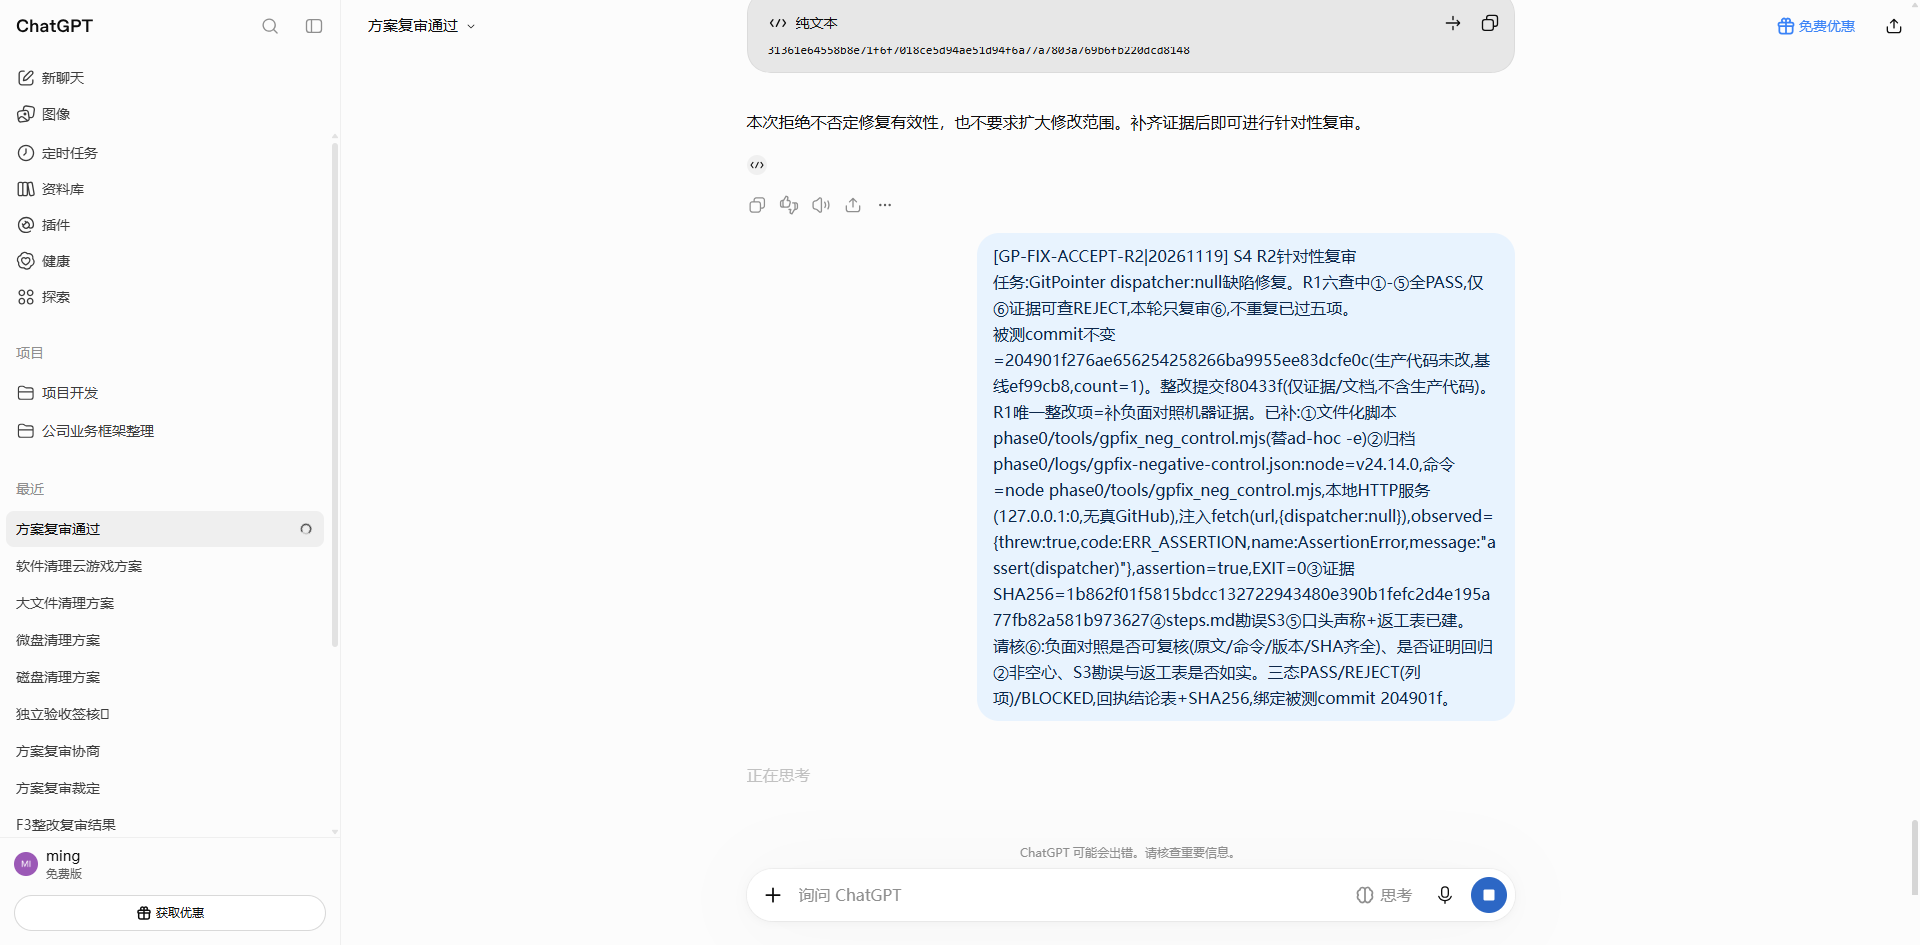 ChatGPT
新聊天
图像
定时任务
资料库
插件
健康
探索
项目
项目开发
公司业务框架整理
最近
方案复审通过
软件清理云游戏方案
大文件清理方案
微盘清理方案
磁盘清理方案
独立验收签核
方案复审协商
方案复审裁定
F3整改复审结果
MI
ming
免费版
获取优惠
方案复审通过
免费优惠
纯文本
31361e64558b8e71f6f7018ce5d94ae51d94f6a77a7803a769b6fb220dcd8148
本次拒绝不否定修复有效性，也不要求扩大修改范围。补齐证据后即可进行针对性复审。
[GP-FIX-ACCEPT-R2|20261119] S4 R2针对性复审
任务:GitPointer dispatcher:null缺陷修复。R1六查中①-⑤全PASS,仅
⑥证据可查REJECT,本轮只复审⑥,不重复已过五项。
被测commit不变
=204901f276ae656254258266ba9955ee83dcfe0c(生产代码未改,基
线ef99cb8,count=1)。整改提交f80433f(仅证据/文档,不含生产代码)。
R1唯一整改项=补负面对照机器证据。已补:①文件化脚本
phase0/tools/gpfix_neg_control.mjs(替ad-hoc -e)②归档
phase0/logs/gpfix-negative-control.json:node=v24.14.0,命令
=node phase0/tools/gpfix_neg_control.mjs,本地HTTP服务
(127.0.0.1:0,无真GitHub),注入fetch(url,{dispatcher:null}),observed=
{threw:true,code:ERR_ASSERTION,name:AssertionError,message:"a
ssert(dispatcher)"},assertion=true,EXIT=0③证据
SHA256=1b862f01f5815bdcc132722943480e390b1fefc2d4e195a
77fb82a581b973627④steps.md勘误S3⑤口头声称+返工表已建。
请核⑥:负面对照是否可复核(原文/命令/版本/SHA齐全)、是否证明回归
②非空心、S3勘误与返工表是否如实。三态PASS/REJECT(列
项)/BLOCKED,回执结论表+SHA256,绑定被测commit 204901f。
正在思考
ChatGPT 可能会出错。请核查重要信息。
询问 ChatGPT
思考